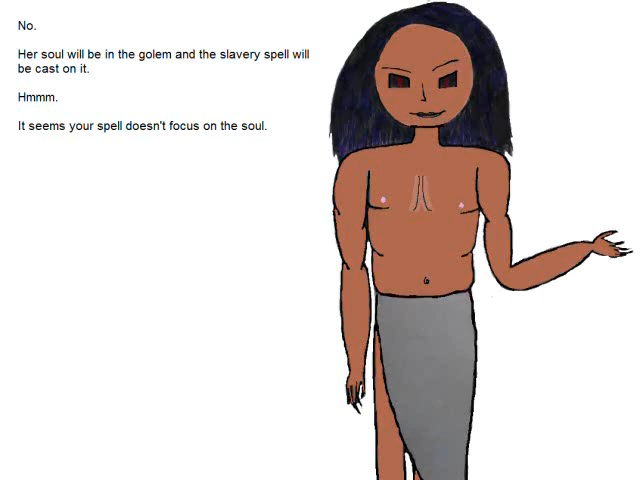 No.
Her soul will be in the golem and the slavery spell will
be cast on it.
Hmmm.
It seems your spell doesn't focus on the soul.